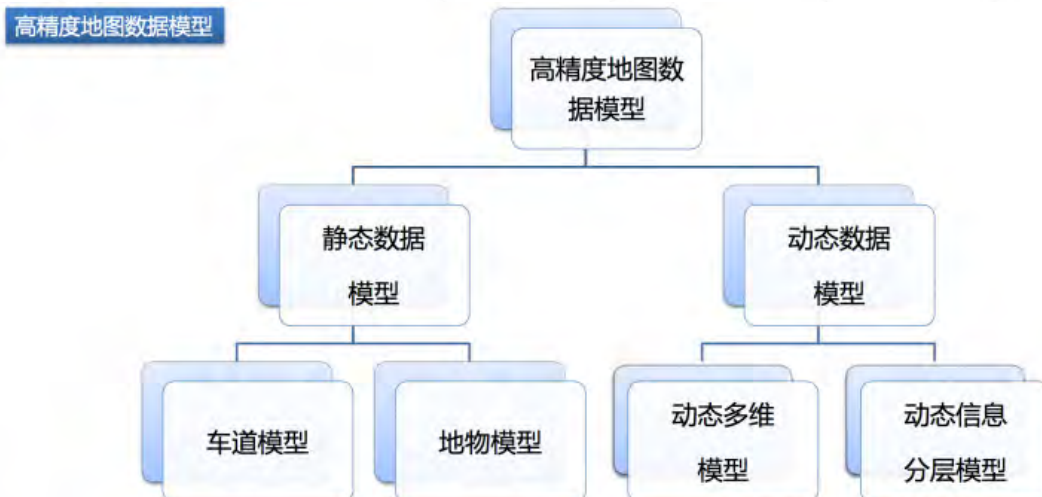 高精度地图数据模型
高精度地图数
据模型
静态数据
模型
动态数据
模型
车道模型
地物模型
动态多维
模型
动态信息
分层模型